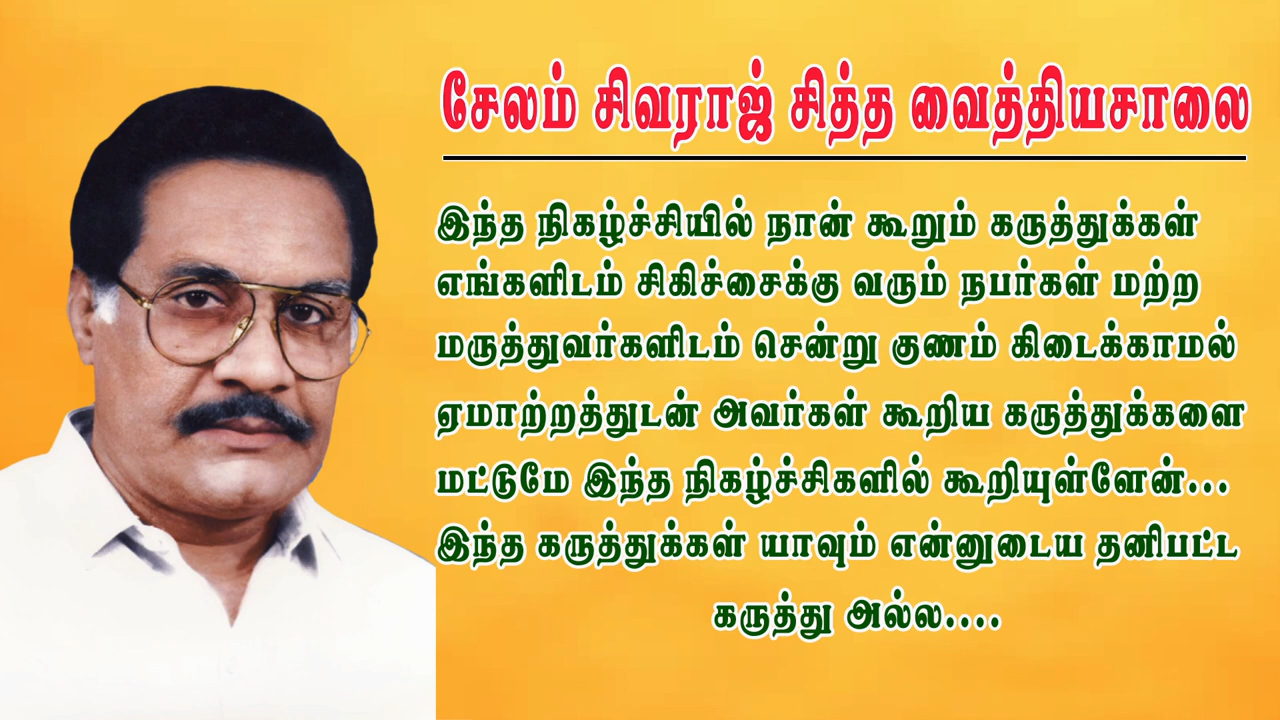 சேலம் சிவராஜ் சித்த வைத்தியசாலை
இந்த நிகழ்ச்சியில் நான் கூறும் கருத்துக்கள்
எங்களிடம் சிகிச்சைக்கு வரும் நபர்கள் மற்ற
மருத்துவர்களிடம் சென்று குணம் கிடைக்காமல்
ஏமாற்றத்துடன் அவர்கள் கூறிய கருத்துக்களை
மட்டுமே இந்த நிகழ்ச்சிகளில் கூறியுள்ளேன்...
இந்த கருத்துக்கள் யாவும் என்னுடைய தனிபட்ட
கருத்து அல்ல....